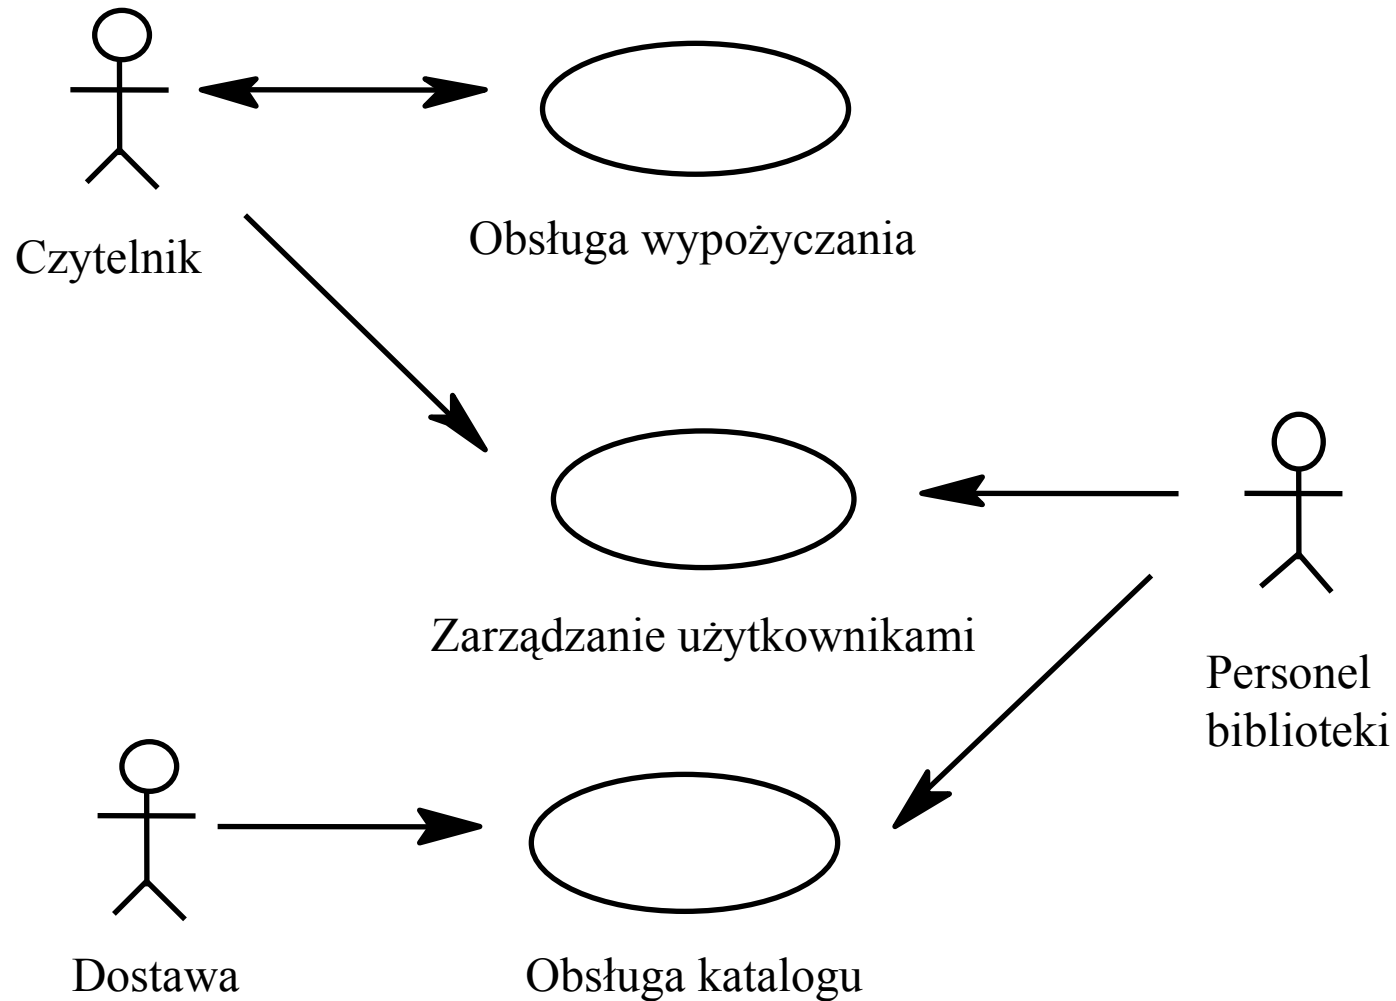 Czytelnik
Obsługa wypożyczania
Zarządzanie użytkownikami
Personel
biblioteki
Dostawa
Obsługa katalogu